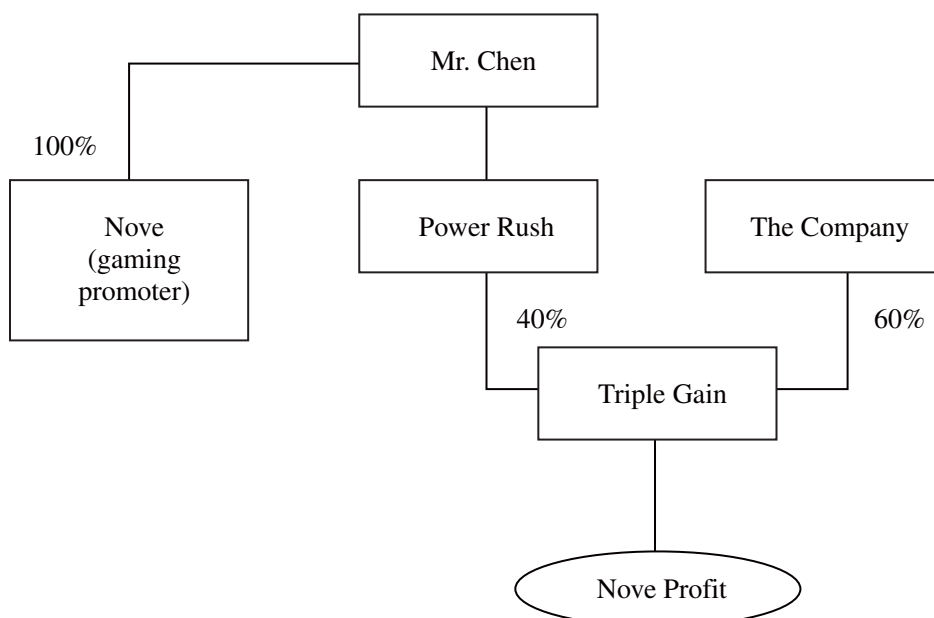 Mr. Chen
100%
Nove
(gaming
promoter)
Power Rush
The Company
40%
60%
Triple Gain
Nove Profit